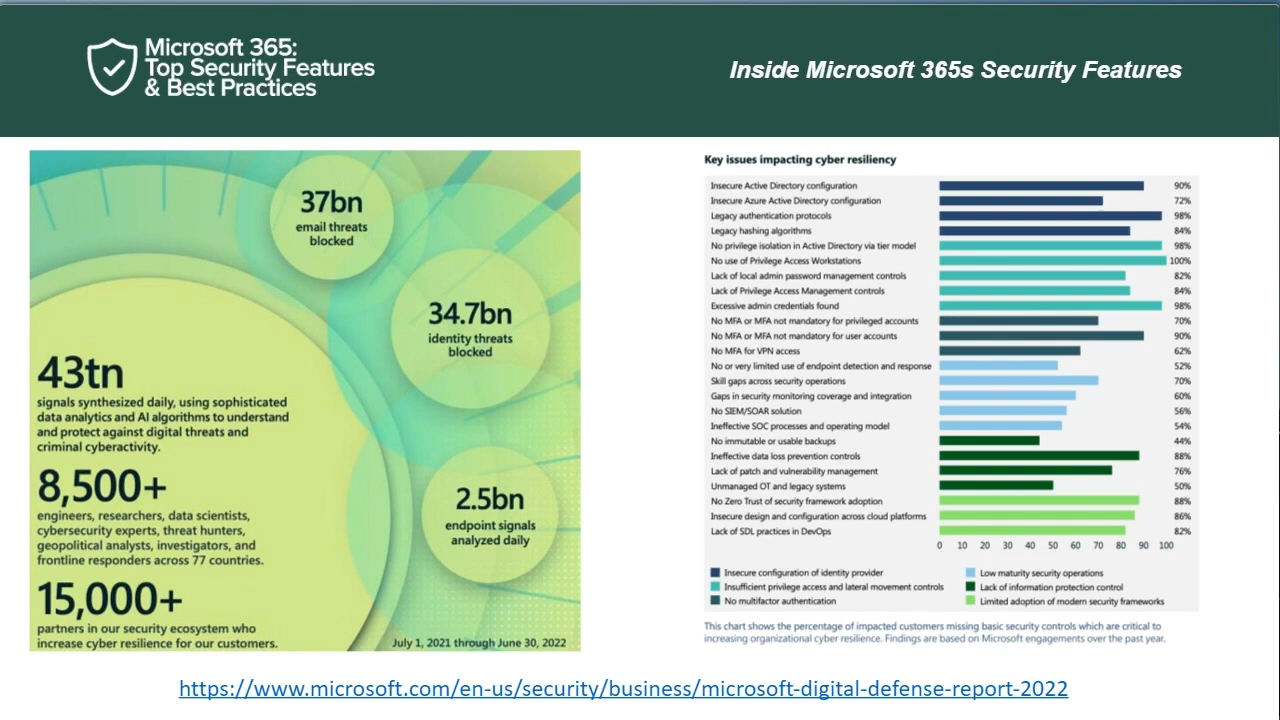 Microsoft 365:
Top Security Features
& Best Practices
Inside Microsoft 365s Security Features
37bn
email threats
blocked
34.7bn
identity threats
blocked
43tn
signals synthesized daily, using sophisticated
data analytics and AI algorithms to understand
and protect against digital threats and
criminal cyberactivity.
8,500+
engineers, researchers, data scientists,
cybersecurity experts, threat hunters,
geopolitical analysts, investigators, and
frontline responders across 77 countries.
2.5bn
endpoint signals
analyzed daily
15,000+
partners in our security ecosystem who
increase cyber resilience for our customers.
July 1, 2021 through June 30, 2022
Key issues impacting cyber resiliency
Insecure Active Directory configuration 90%
Insecure Azure Active Directory configuration 72%
Legacy authentication protocols 98%
Legacy hashing algorithms 84%
No privilege isolation in Active Directory via tier model 98%
No use of Privilege Access Workstations 100%
Lack of local admin password management controls 82%
Lack of Privilege Access Management controls 84%
Excessive admin credentials found 98%
No MFA or MFA not mandatory for privileged accounts 70%
No MFA or MFA not mandatory for user accounts 90%
No MFA for VPN access 62%
No or very limited use of endpoint detection and response 52%
Skill gaps across security operations 70%
Gaps in security monitoring coverage and integration 60%
No SIEM/SOAR solution 56%
Ineffective SOC processes and operating model 54%
No immutable or usable backups 44%
Ineffective data loss prevention controls 88%
Lack of patch and vulnerability management 76%
Unmanaged OT and legacy systems 50%
No Zero Trust of security framework adoption 88%
Insecure design and configuration across cloud platforms 86%
Lack of SDL practices in DevOps 82%
0 10 20 30 40 50 60 70 80 90 100
Insecure configuration of identity provider
Insufficient privilege access and lateral movement controls
No multifactor authentication
Low maturity security operations
Lack of information protection control
Limited adoption of modern security frameworks
This chart shows the percentage of impacted customers missing basic security controls which are critical to
increasing organizational cyber resilience. Findings are based on Microsoft engagements over the past year.
https://www.microsoft.com/en-us/security/business/microsoft-digital-defense-report-2022